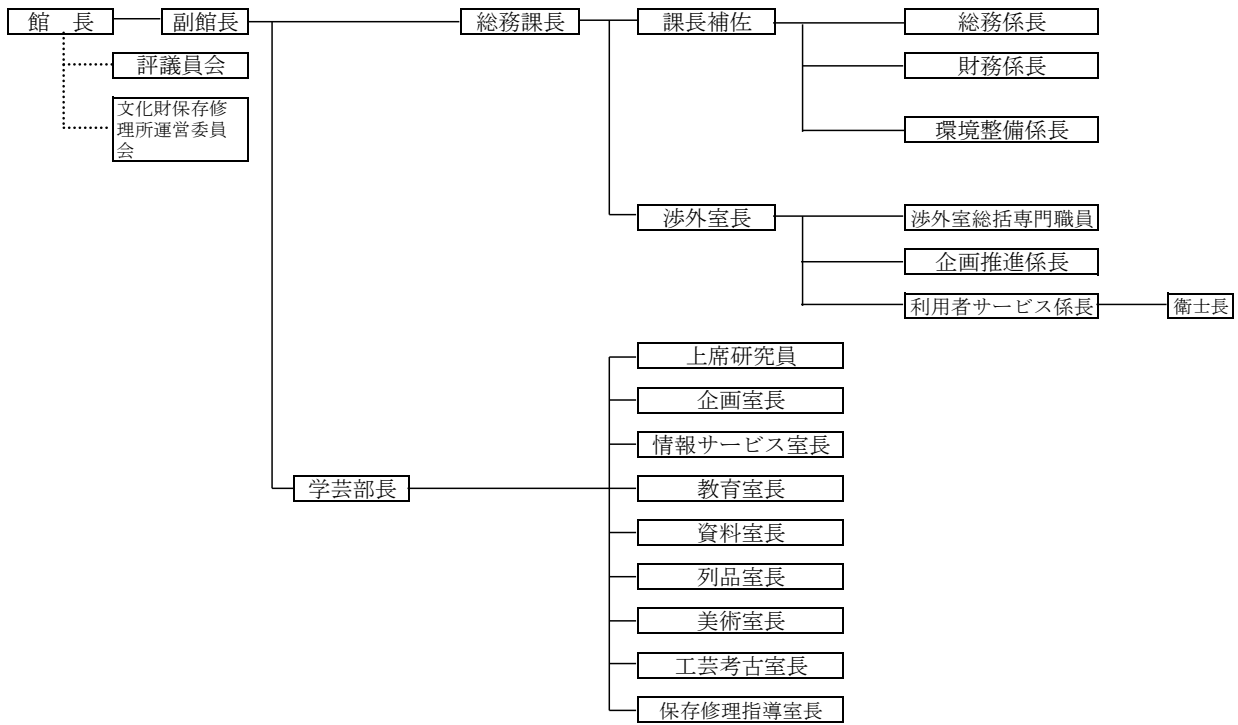 館　長
副館長
総務課長
課長補佐
総務係長
評議員会
財務係長
文化財保存修
理所運営委員
会
環境整備係長
渉外室長
渉外室総括専門職員
企画推進係長
利用者サービス係長
衛士長
上席研究員
企画室長
情報サービス室長
学芸部長
教育室長
資料室長
列品室長
美術室長
工芸考古室長
保存修理指導室長